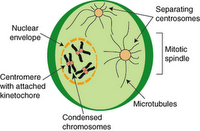 Nuclear
envelope
Separating
centrosomes
Mitotic
spindle
Centromere
with attached
kinetochore
Microtubules
Condensed
chromosomes